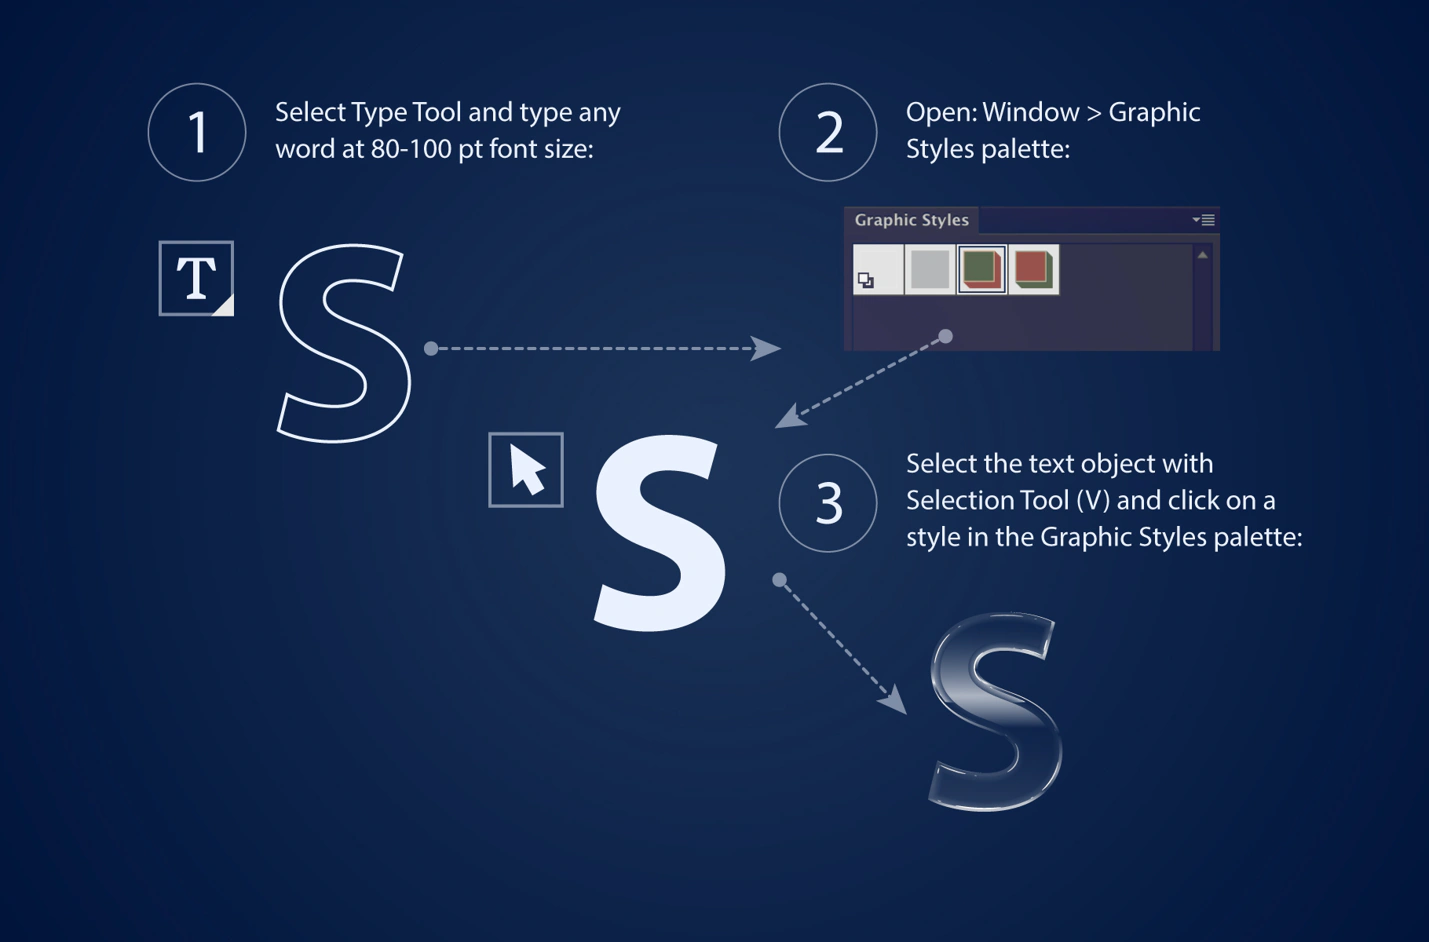 1
Select Type Tool and type any
word at 80-100 pt font size:
2
Open: Window > Graphic
Styles palette:
T
S
Graphic Styles
S
3
Select the text object with
Selection Tool (V) and click on a
style in the Graphic Styles palette:
S